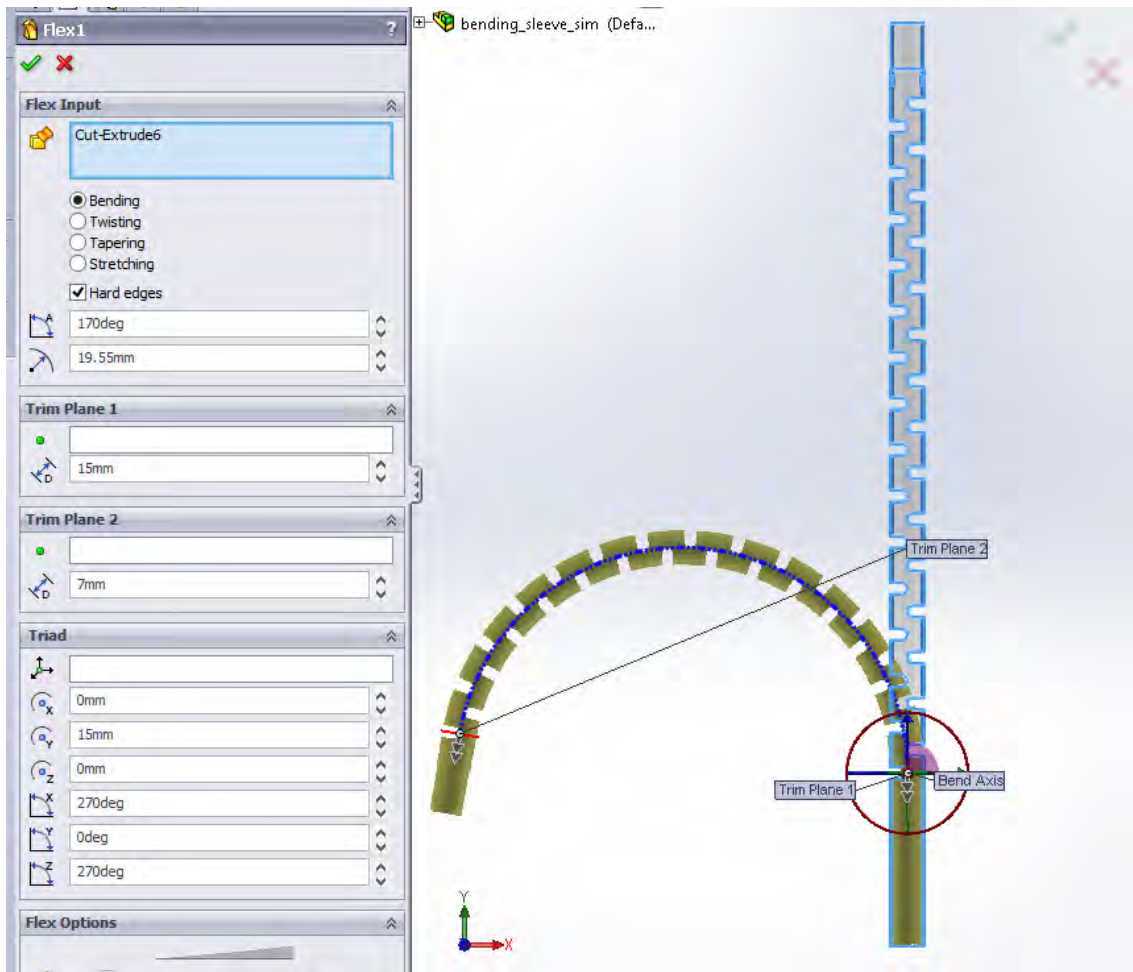 Flex1 ?
bending_sleeve_sim (Defa...
Flex Input
Cut-Extrude6
Bending
Twisting
Tapering
Stretching
Hard edges
A
170deg
19.55mm
Trim Plane 1
D
15mm
Trim Plane 2
D
7mm
Triad
X
0mm
Y
15mm
Z
0mm
X
270deg
Y
0deg
Z
270deg
Flex Options
Trim Plane 2
Trim Plane 1
Bend Axis
Y
X